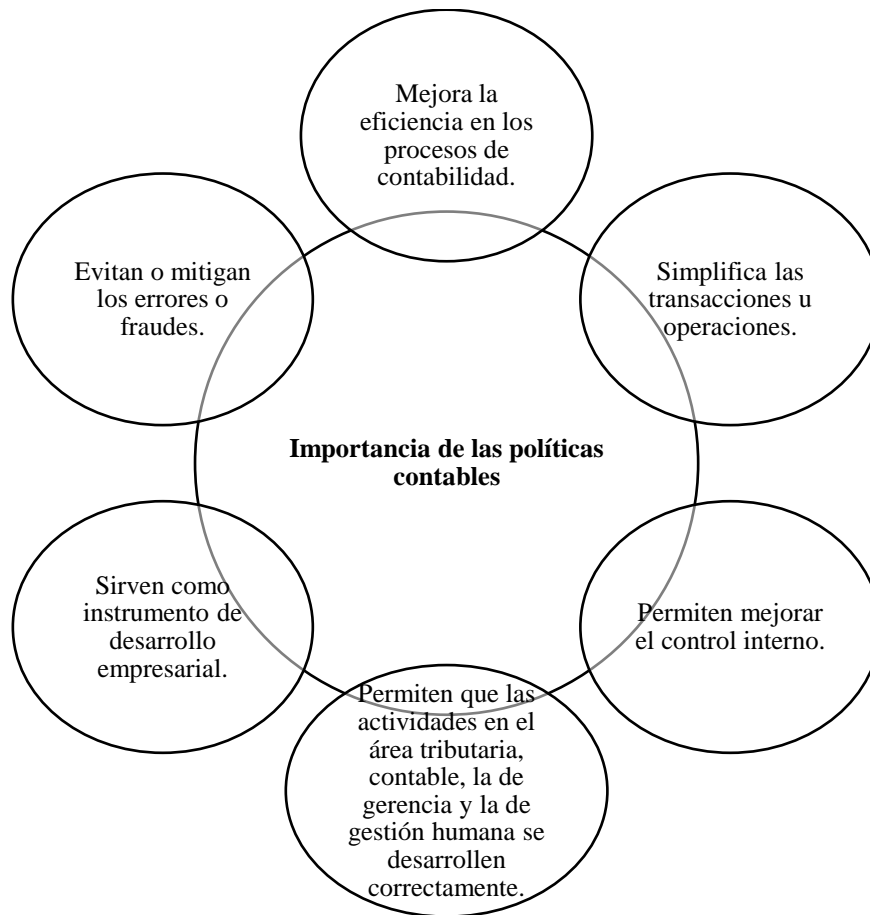 Mejora la
eficiencia en los
procesos de
contabilidad.
Simplifica las
transacciones u
operaciones.
Permiten mejorar
el control interno.
Permiten que las
actividades en el
área tributaria,
contable, la de
gerencia y la de
gestión humana se
desarrollen
correctamente.
Sirven como
instrumento de
desarrollo
empresarial.
Evitan o mitigan
los errores o
fraudes.
Importancia de las políticas
contables